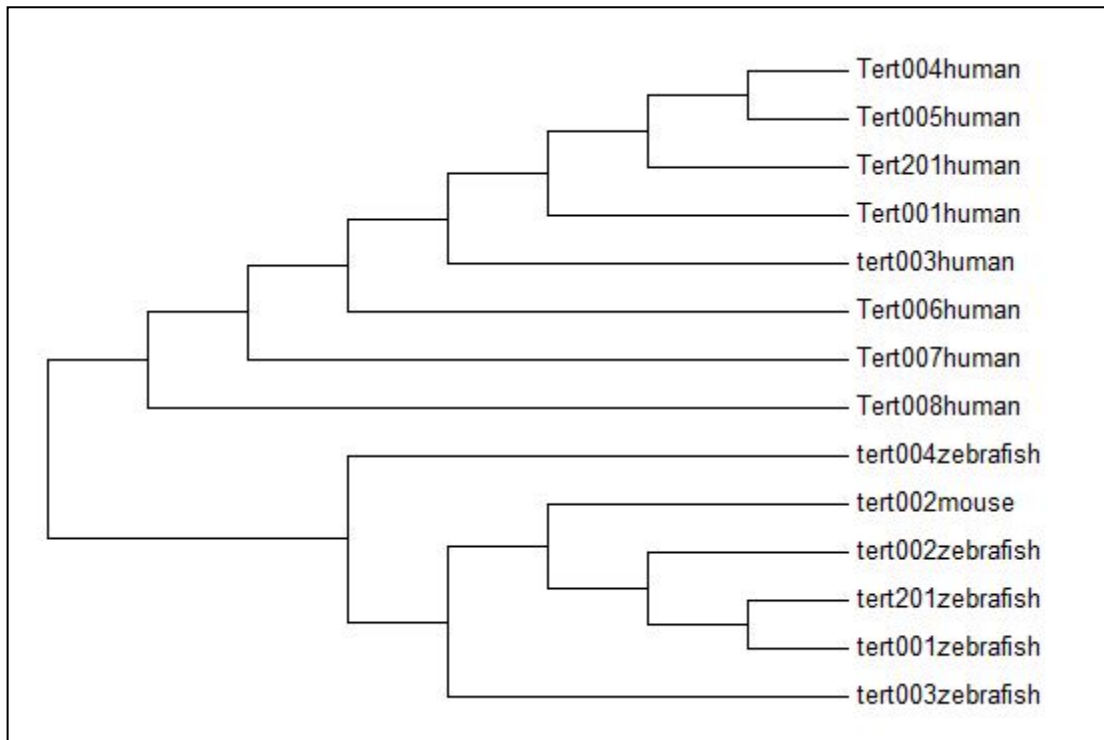 Tert004human
Tert005human
Tert201human
Tert001human
tert003human
Tert006human
Tert007human
Tert008human
tert004zebrafish
tert002mouse
tert002zebrafish
tert201zebrafish
tert001zebrafish
tert003zebrafish